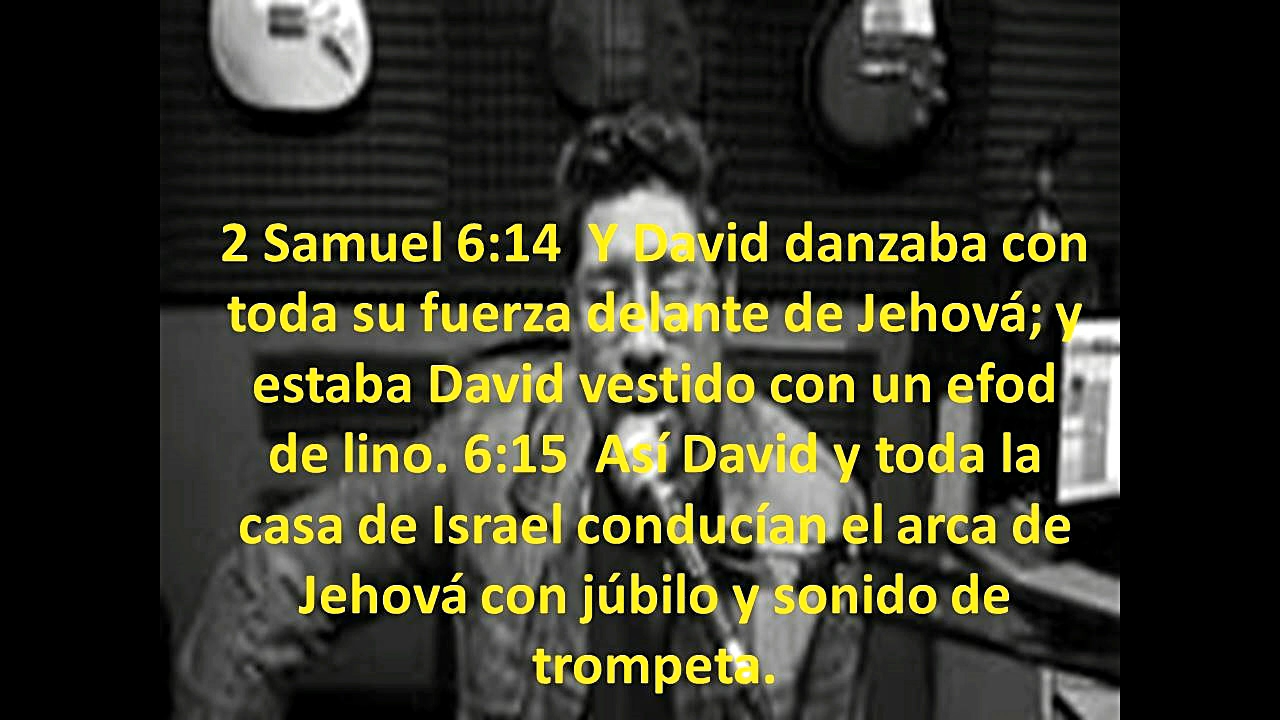 2 Samuel 6:14  Y David danzaba con
toda su fuerza delante de Jehová; y
estaba David vestido con un efod
de lino. 6:15  Así David y toda la
casa de Israel conducían el arca de
Jehová con júbilo y sonido de
trompeta.